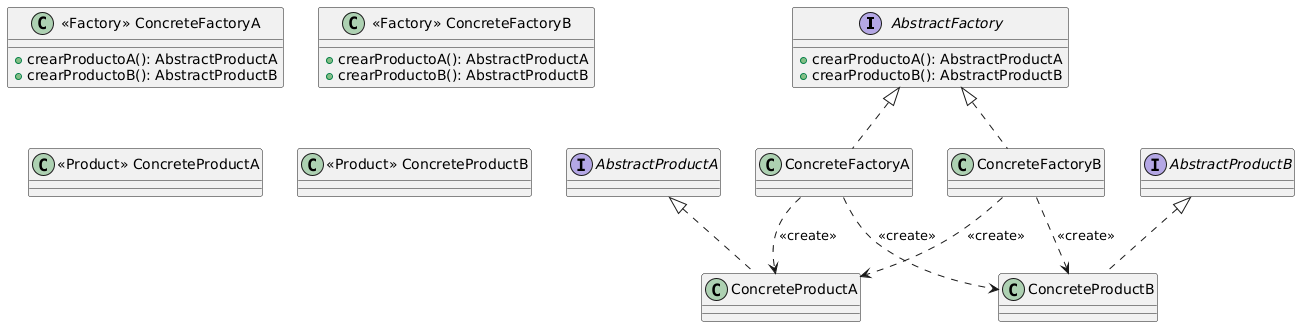 C «Factory» ConcreteFactoryA
crearProductoA(): AbstractProductA
crearProductoB(): AbstractProductB
C «Factory» ConcreteFactoryB
crearProductoA(): AbstractProductA
crearProductoB(): AbstractProductB
I AbstractFactory
crearProductoA(): AbstractProductA
crearProductoB(): AbstractProductB
C «Product» ConcreteProductA
C «Product» ConcreteProductB
I AbstractProductA
C ConcreteFactoryA
C ConcreteFactoryB
I AbstractProductB
«create»
«create»
«create»
«create»
C ConcreteProductA
C ConcreteProductB